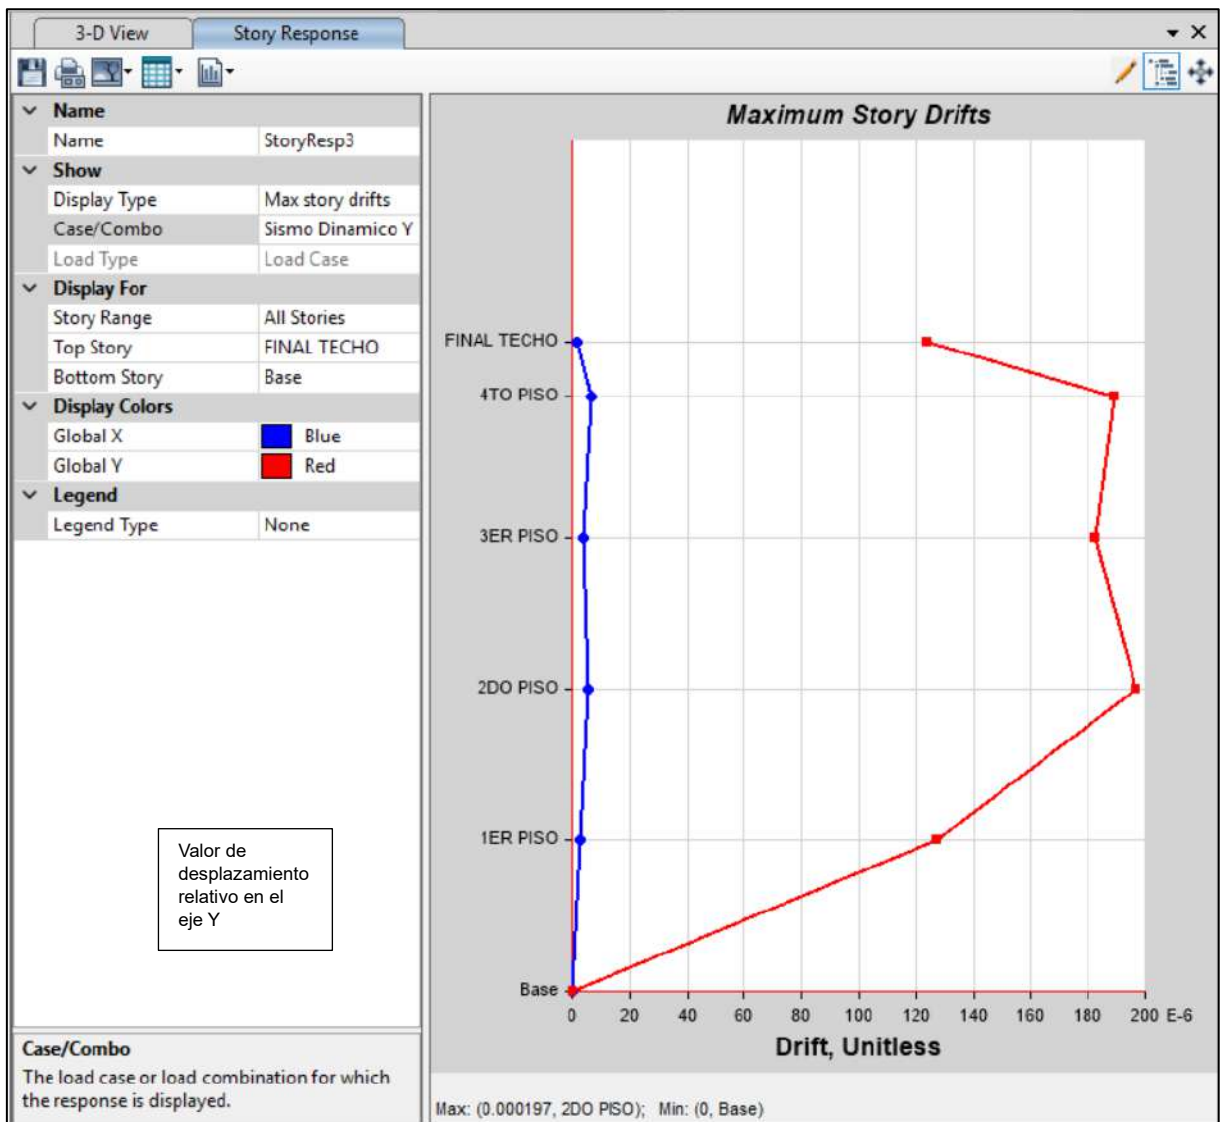 3-D View
Story Response
Name
Name StoryResp3
Show
Display Type Max story drifts
Case/Combo Sismo Dinamico Y
Load Type Load Case
Display For
Story Range All Stories
Top Story FINAL TECHO
Bottom Story Base
Display Colors
Global X Blue
Global Y Red
Legend
Legend Type None
Valor de
desplazamiento
relativo en el
eje Y
Case/Combo
The load case or load combination for which
the response is displayed.
Maximum Story Drifts
FINAL TECHO
4TO PISO
3ER PISO
2DO PISO
1ER PISO
Base
0 20 40 60 80 100 120 140 160 180 200 E-6
Drift, Unitless
Max: (0.000197, 2DO PISO); Min: (0, Base)